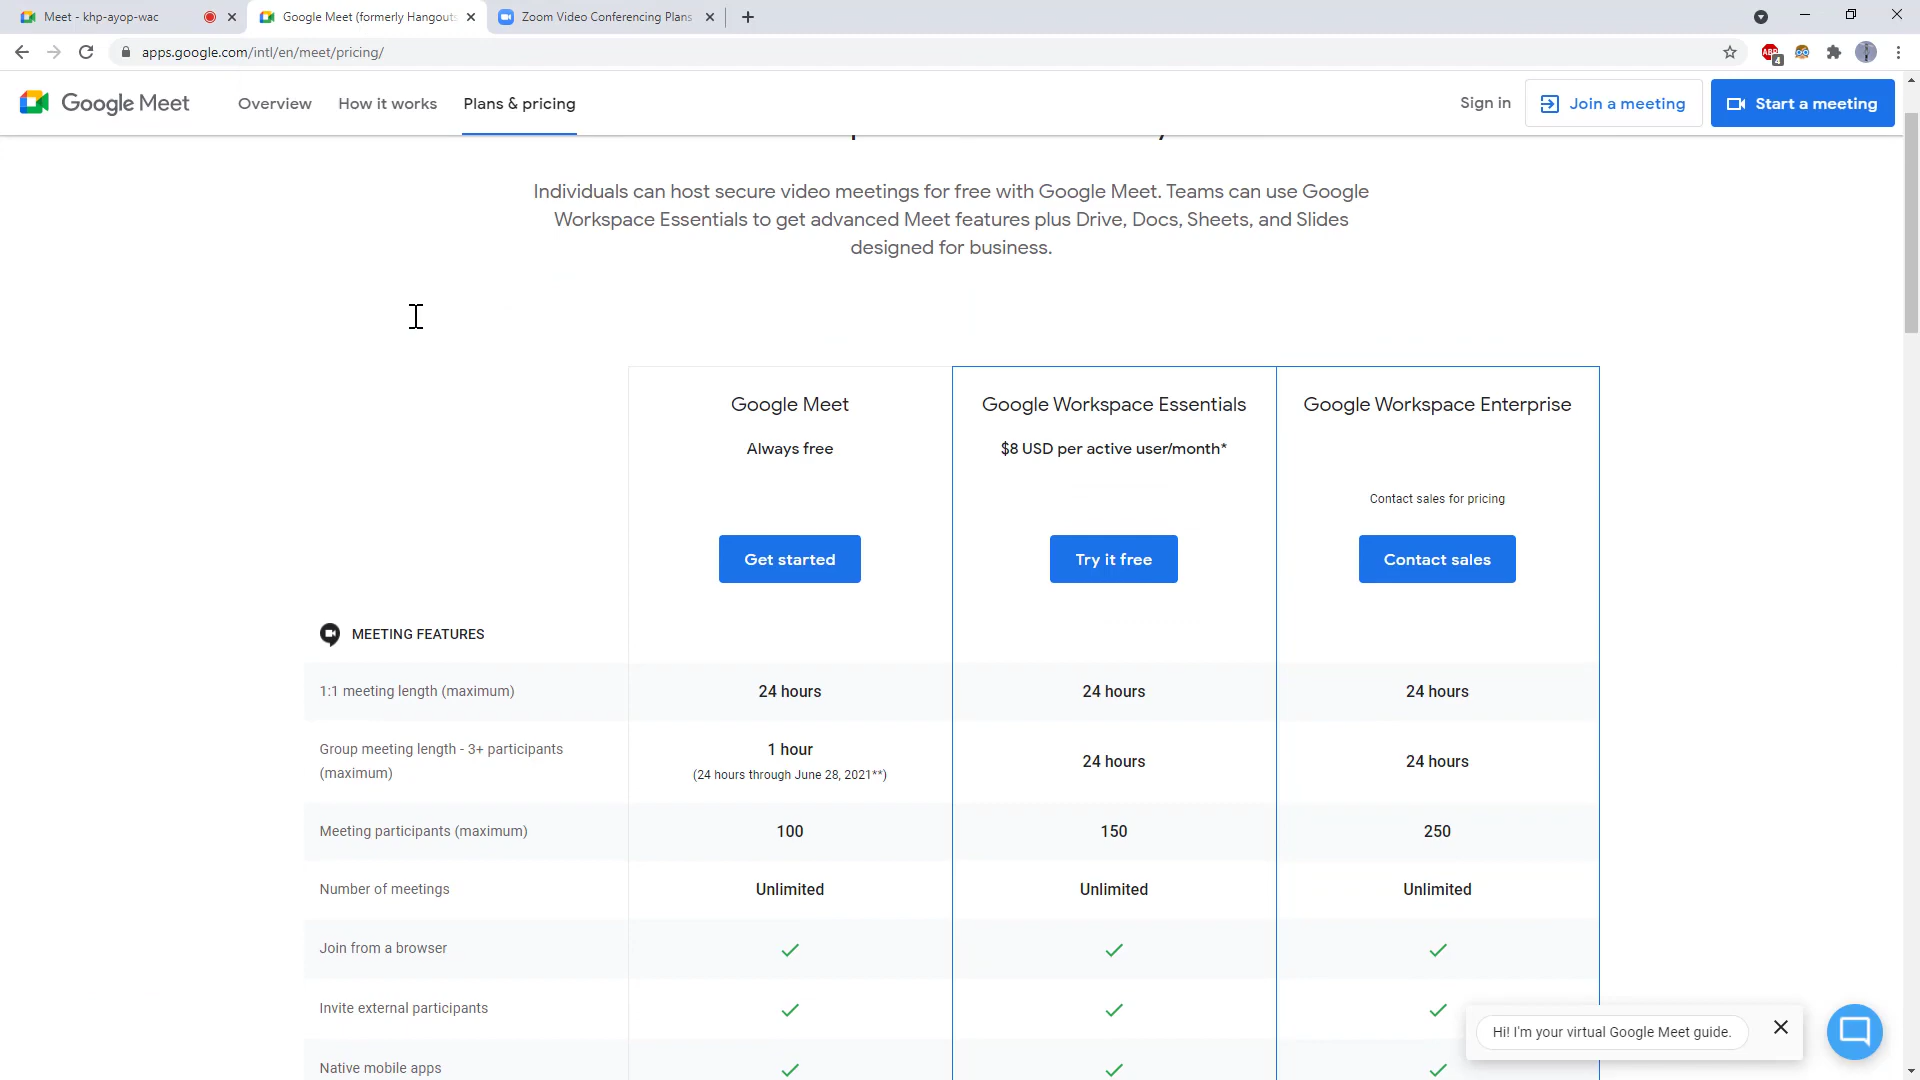 Meet - khp-ayop-wac
Google Meet (formerly Hangouts
Zoom Video Conferencing Plans
apps.google.com/intl/en/meet/pricing/
ABP
4
Google Meet
Overview
How it works
Plans & pricing
Sign in
Join a meeting
Start a meeting
Individuals can host secure video meetings for free with Google Meet. Teams can use Google
Workspace Essentials to get advanced Meet features plus Drive, Docs, Sheets, and Slides
designed for business.
Google Meet
Google Workspace Essentials
Google Workspace Enterprise
Always free
$8 USD per active user/month*
Contact sales for pricing
Get started
Try it free
Contact sales
MEETING FEATURES
1:1 meeting length (maximum)
24 hours
24 hours
24 hours
Group meeting length - 3+ participants
(maximum)
1 hour
(24 hours through June 28, 2021**)
24 hours
24 hours
Meeting participants (maximum)
100
150
250
Number of meetings
Unlimited
Unlimited
Unlimited
Join from a browser
Invite external participants
Native mobile apps
Hi! I'm your virtual Google Meet guide.